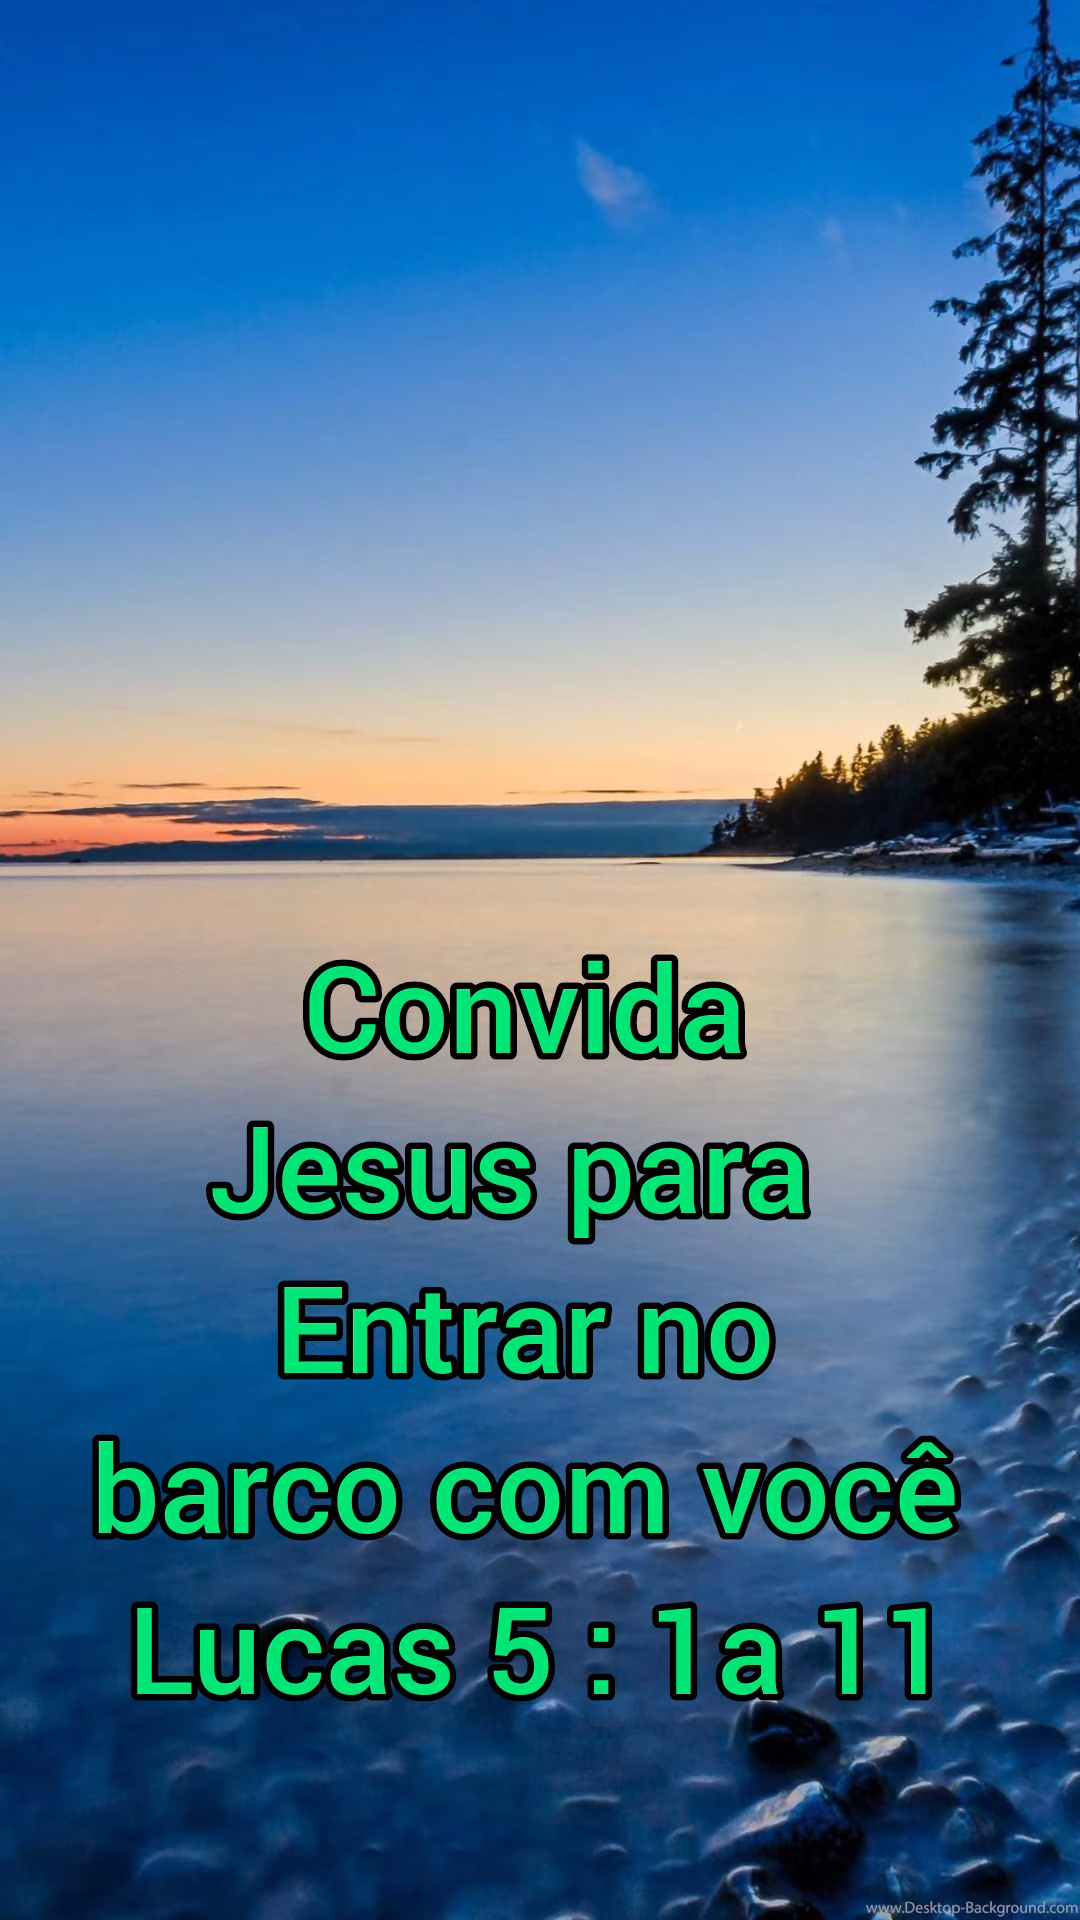 Convida
Jesus para
Entrar no
barco com você
Lucas 5 : 1a 11
www.Desktop-Background.com